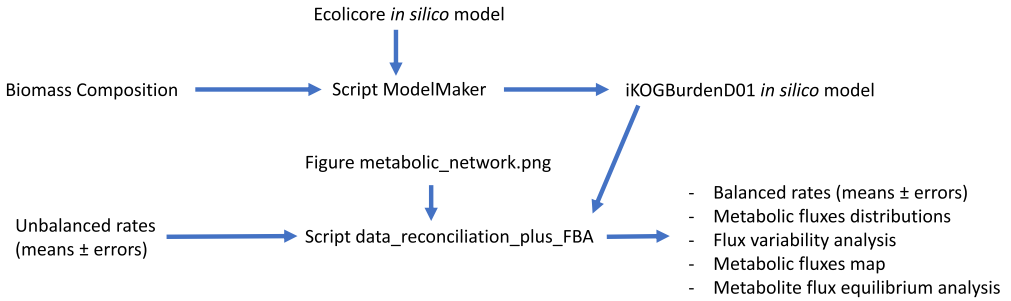 Ecolicore in silico model
Biomass Composition
Script ModelMaker
iKOGBurdenD01 in silico model
Figure metabolic_network.png
Unbalanced rates
(means ± errors)
Script data_reconciliation_plus_FBA
- Balanced rates (means ± errors)
- Metabolic fluxes distributions
- Flux variability analysis
- Metabolic fluxes map
- Metabolite flux equilibrium analysis